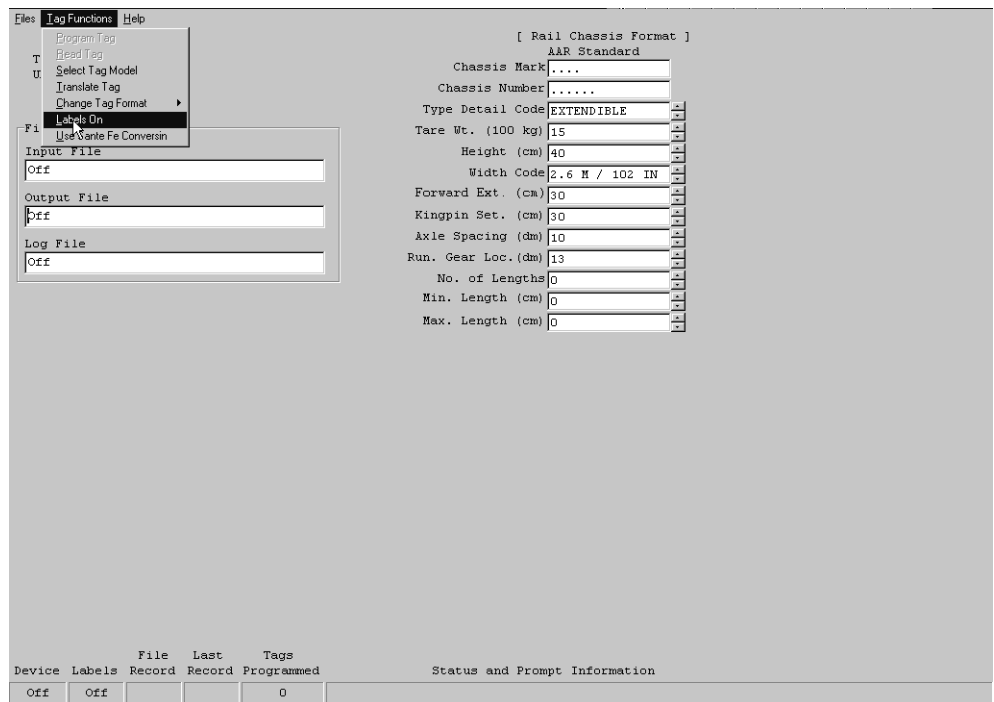 Files Tag Functions Help
Program Tag
Read Tag
Select Tag Model
Translate Tag
Change Tag Format
Labels On
Use Sante Fe Conversin
T
U
Fi
Input File
Off
Output File
Off
Log File
Off
[ Rail Chassis Format ]
AAR Standard
Chassis Mark ....
Chassis Number ......
Type Detail Code EXTENDIBLE
Tare Wt. (100 kg) 15
Height (cm) 40
Width Code 2.6 M / 102 IN
Forward Ext. (cm) 30
Kingpin Set. (cm) 30
Axle Spacing (dm) 10
Run. Gear Loc.(dm) 13
No. of Lengths 0
Min. Length (cm) 0
Max. Length (cm) 0
File Last Tags
Device Labels Record Record Programmed Status and Prompt Information
Off Off 0